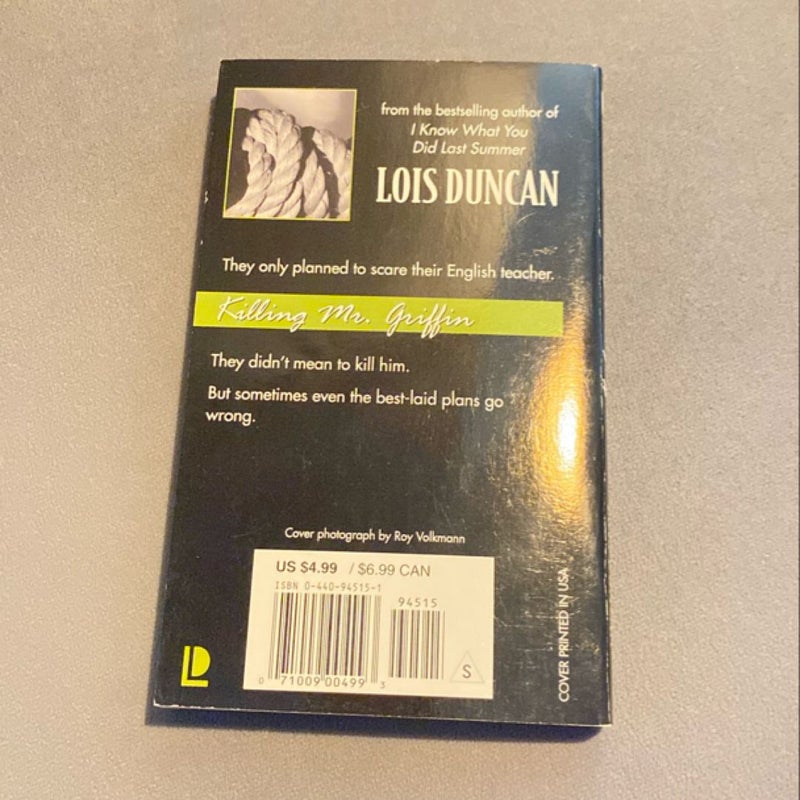 from the bestselling author of
I Know What You
Did Last Summer
LOIS DUNCAN
They only planned to scare their English teacher.
Killing Mr. Griffin
They didn't mean to kill him.
But sometimes even the best-laid plans go
wrong.
Cover photograph by Roy Volkmann
US $4.99 / $6.99 CAN
ISBN 0-440-94515-1
94515
0 71009 00499 3
S
LD
COVER PRINTED IN USA